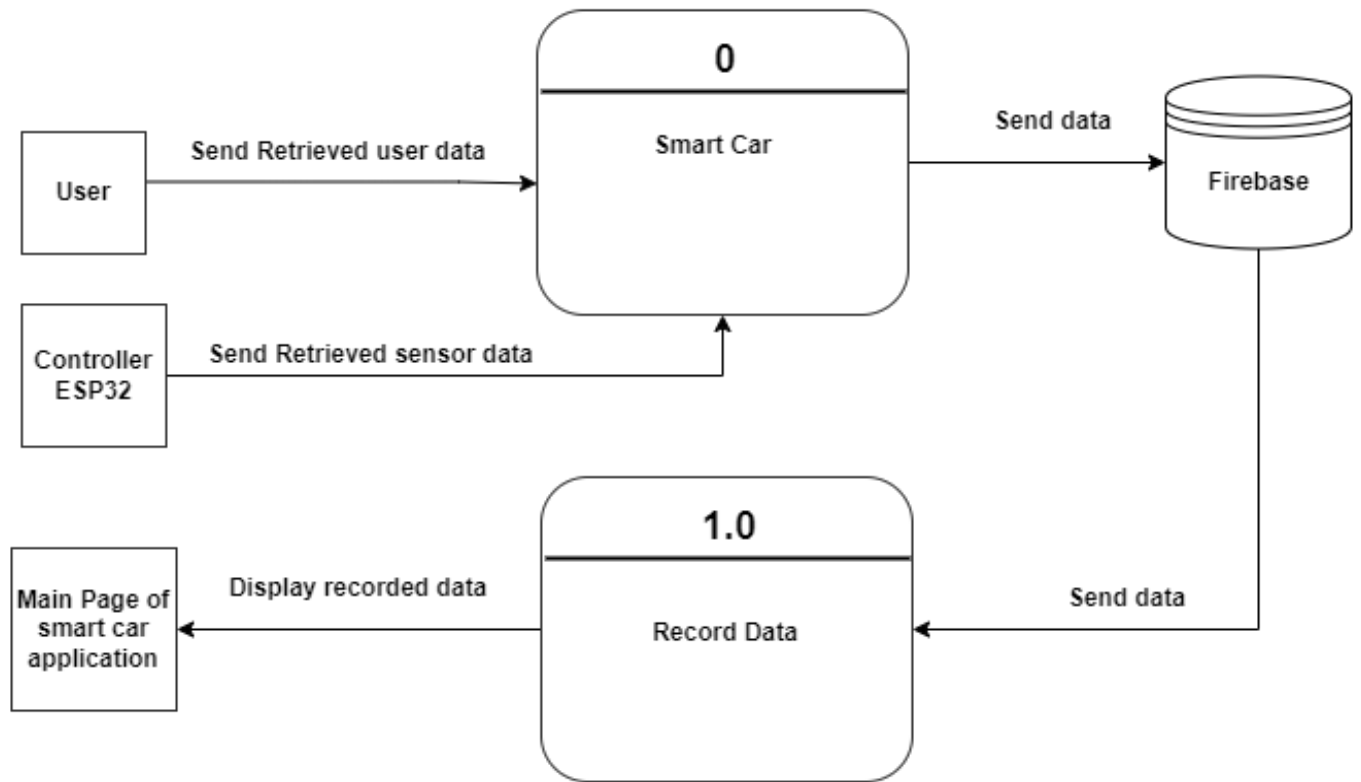 0
Smart Car
Send data
Firebase
Send Retrieved user data
User
Controller
ESP32
Send Retrieved sensor data
1.0
Record Data
Send data
Display recorded data
Main Page of
smart car
application